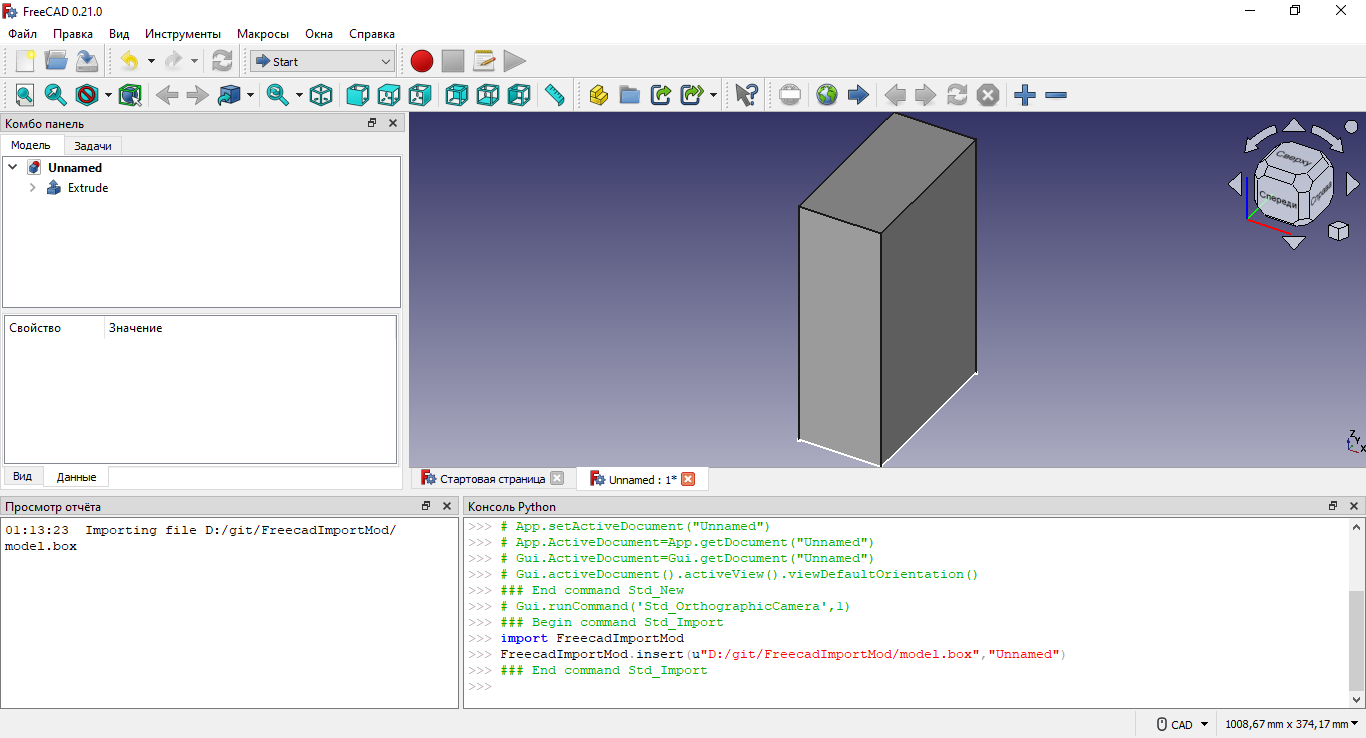 FreeCAD 0.21.0
Файл Правка Вид Инструменты Макросы Окна Справка
Start
Комбо панель
Модель Задачи
Unnamed
Extrude
Свойство Значение
Вид Данные
Сверху
Спереди Справа
Z
Y
X
Стартовая страница Unnamed : 1*
Просмотр отчёта
01:13:23 Importing file D:/git/FreecadImportMod/
model.box
Консоль Python
>>> # App.setActiveDocument("Unnamed")
>>> # App.ActiveDocument=App.getDocument("Unnamed")
>>> # Gui.ActiveDocument=Gui.getDocument("Unnamed")
>>> # Gui.activeDocument().activeView().viewDefaultOrientation()
>>> ### End command Std_New
>>> # Gui.runCommand('Std_OrthographicCamera',1)
>>> ### Begin command Std_Import
>>> import FreecadImportMod
>>> FreecadImportMod.insert(u"D:/git/FreecadImportMod/model.box","Unnamed")
>>> ### End command Std_Import
>>>
CAD 1008,67 mm x 374,17 mm